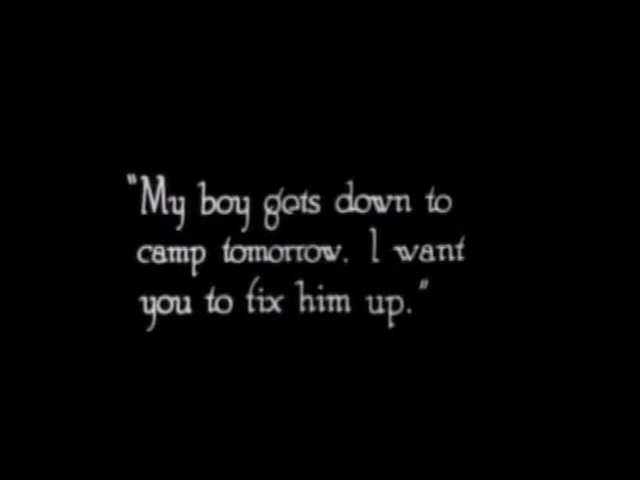 "My boy gets down to
camp tomorrow. I want
you to fix him up."